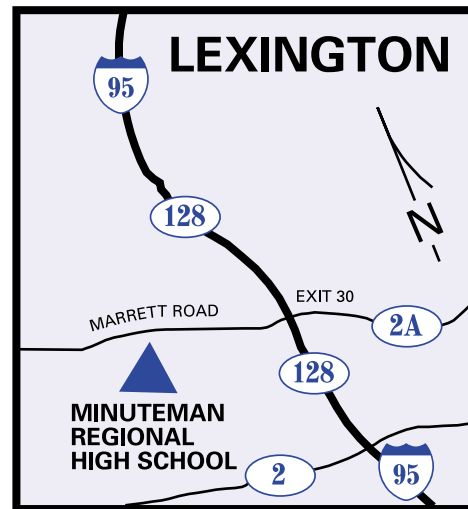 LEXINGTON
95
N
128
EXIT 30
MARRETT ROAD
2A
128
MINUTEMAN
REGIONAL
HIGH SCHOOL
2
95